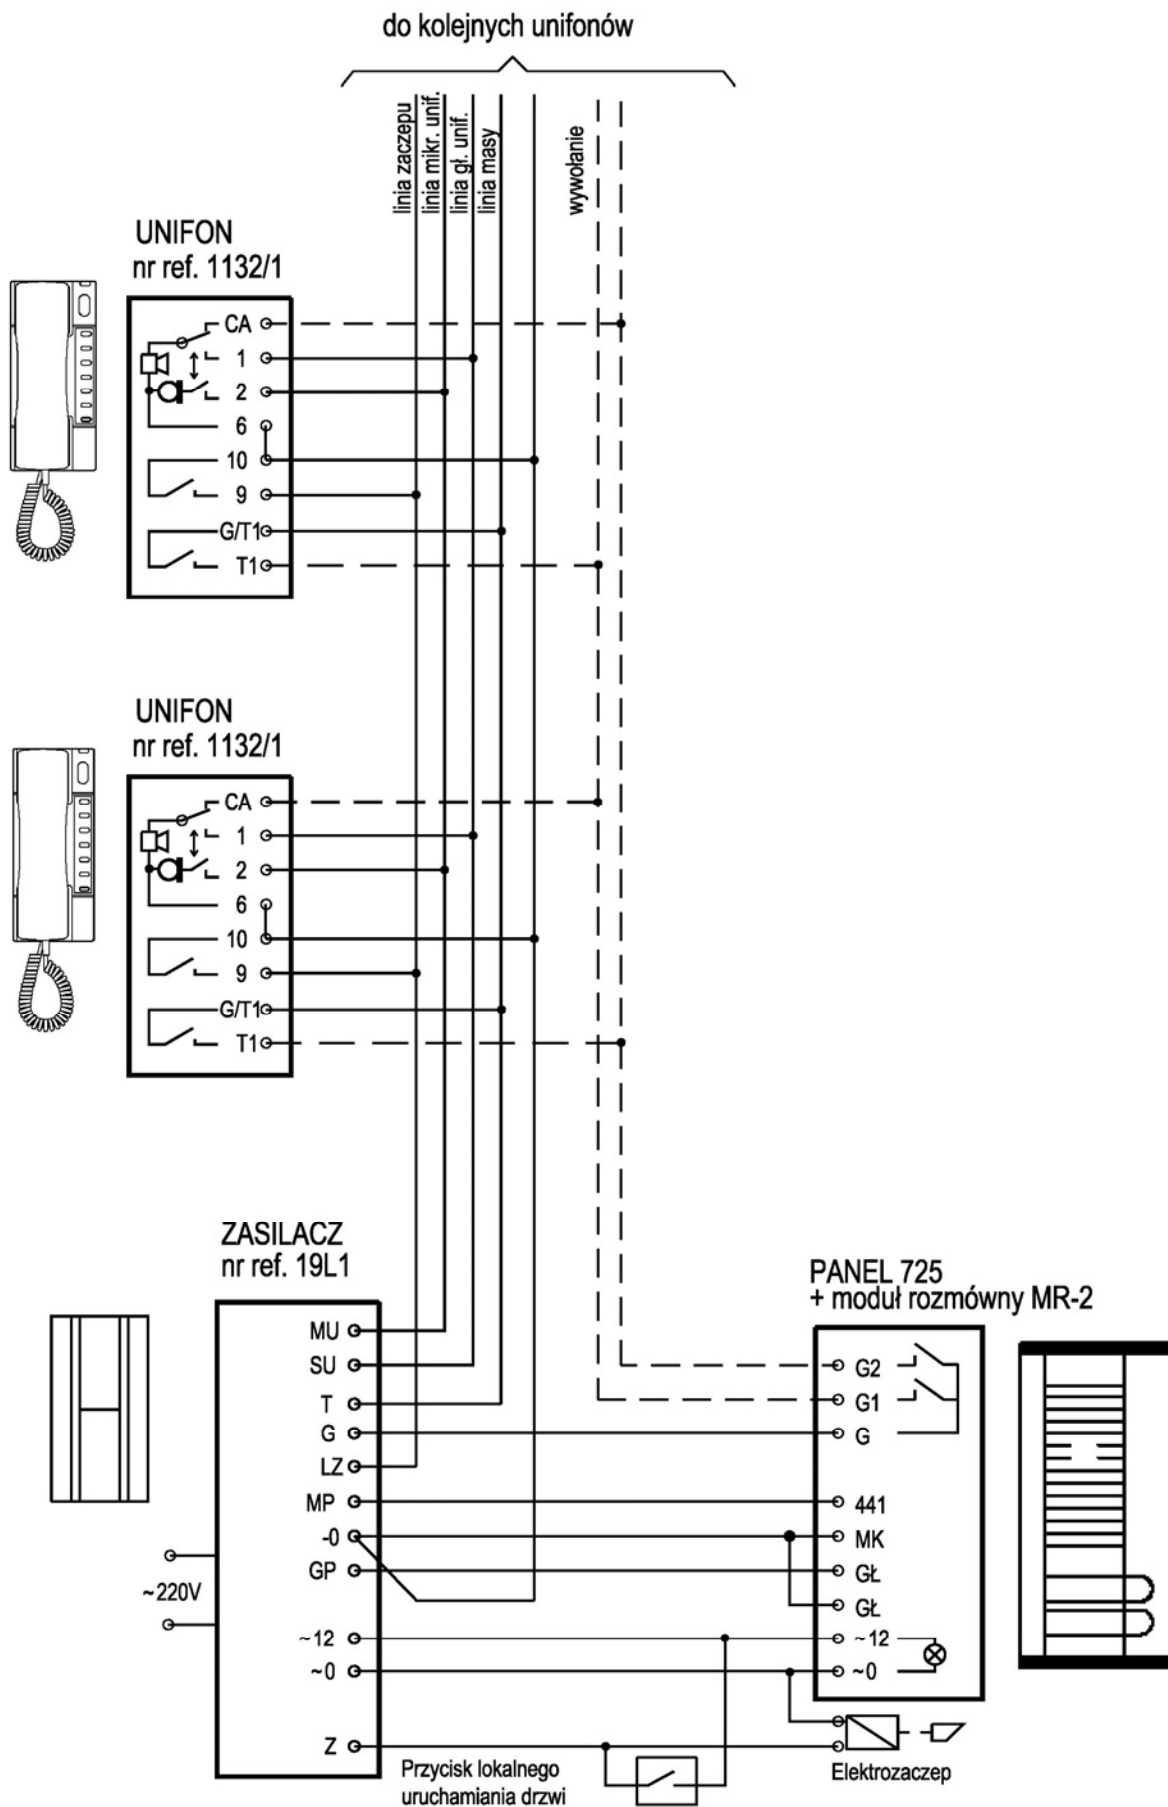 do kolejnych unifonów
linia zaczepu
linia mikr. unif.
linia gł. unif.
linia masy
wywołanie
UNIFON
nr ref. 1132/1
CA
1
2
6
10
9
G/T1
T1
UNIFON
nr ref. 1132/1
CA
1
2
6
10
9
G/T1
T1
ZASILACZ
nr ref. 19L1
MU
SU
T
G
LZ
MP
-0
GP
~12
~0
Z
~220V
PANEL 725
+ moduł rozmówny MR-2
G2
G1
G
441
MK
GŁ
GŁ
~12
~0
Przycisk lokalnego
uruchamiania drzwi
Elektrozaczep